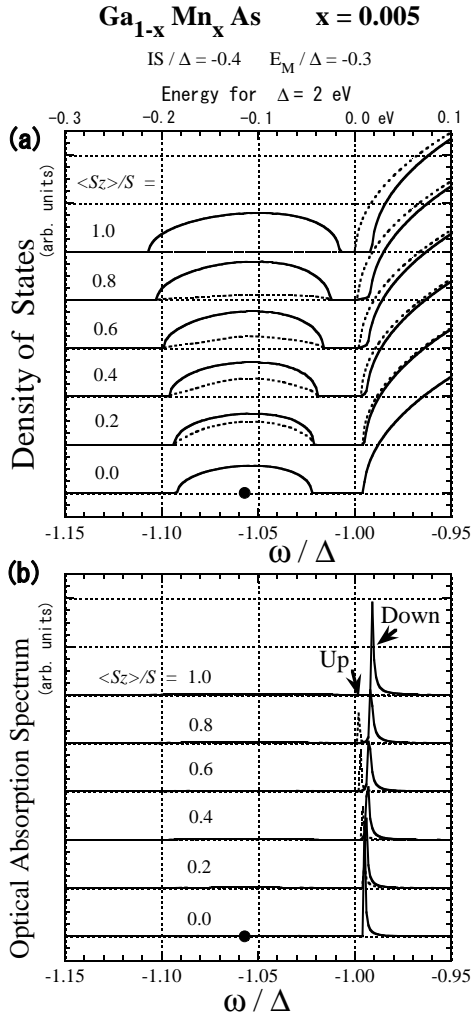 Ga1-x Mnx As x = 0.005
IS / Δ = -0.4 EM / Δ = -0.3
Energy for Δ = 2 eV
-0.3 -0.2 -0.1 0.0 eV 0.1
(a)
Density of States
(arb. units)
<Sz>/S =
1.0
0.8
0.6
0.4
0.2
0.0
-1.15 -1.10 -1.05 -1.00 -0.95
ω / Δ
(b)
Optical Absorption Spectrum
(arb. units)
Down
Up
<Sz>/S = 1.0
0.8
0.6
0.4
0.2
0.0
-1.15 -1.10 -1.05 -1.00 -0.95
ω / Δ